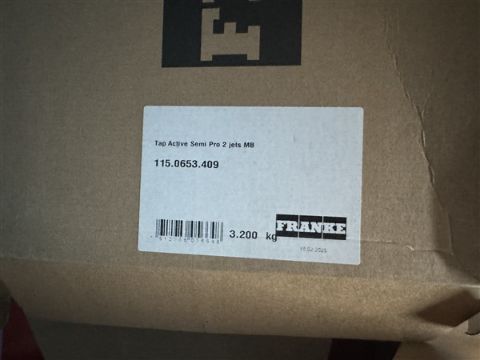 Tap Active Semi Pro 2 jets MB
115.0653.409
3.200 kg
FRANKE